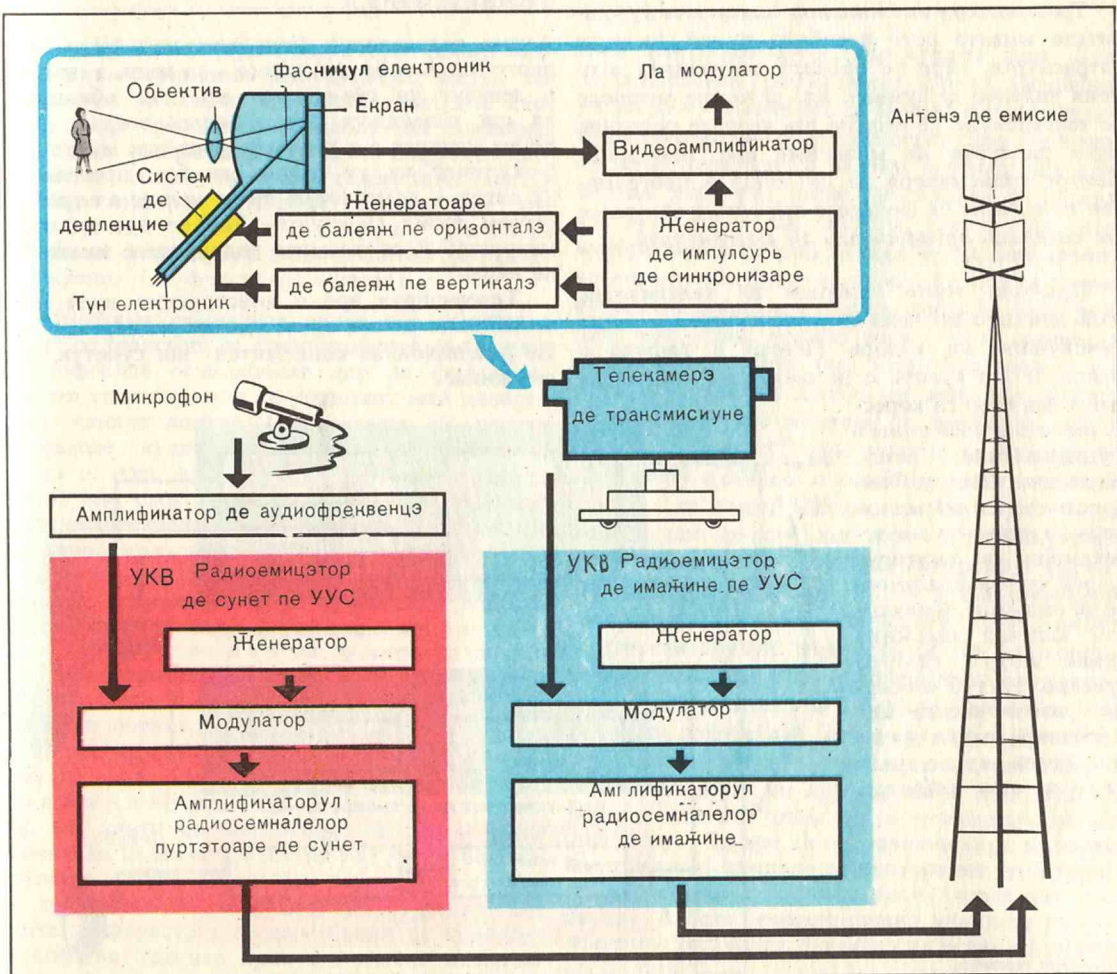 Фасчикул електроник
Обьектив
Екран
Систем
де
дефлекцие
Тун електроник
Ла модулатор
Видеоамплификатор
Женератоаре
де балеяж пе оризонталэ
де балеяж пе вертикалэ
Женератор
де импулсурь
де синкронизаре
Антенэ де емисие
Микрофон
Телекамерэ
де трансмисиуне
Амплификатор де аудиофреквенцэ
УКВ Радиоемицэтор
де сунет пе УУС
Женератор
Модулатор
Амплификаторул
радиосемналелор
пуртэтоаре де сунет
УКВ Радиоемицэтор
де имажине пе УУС
Женератор
Модулатор
Амплификаторул
радиосемналелор
де имажине